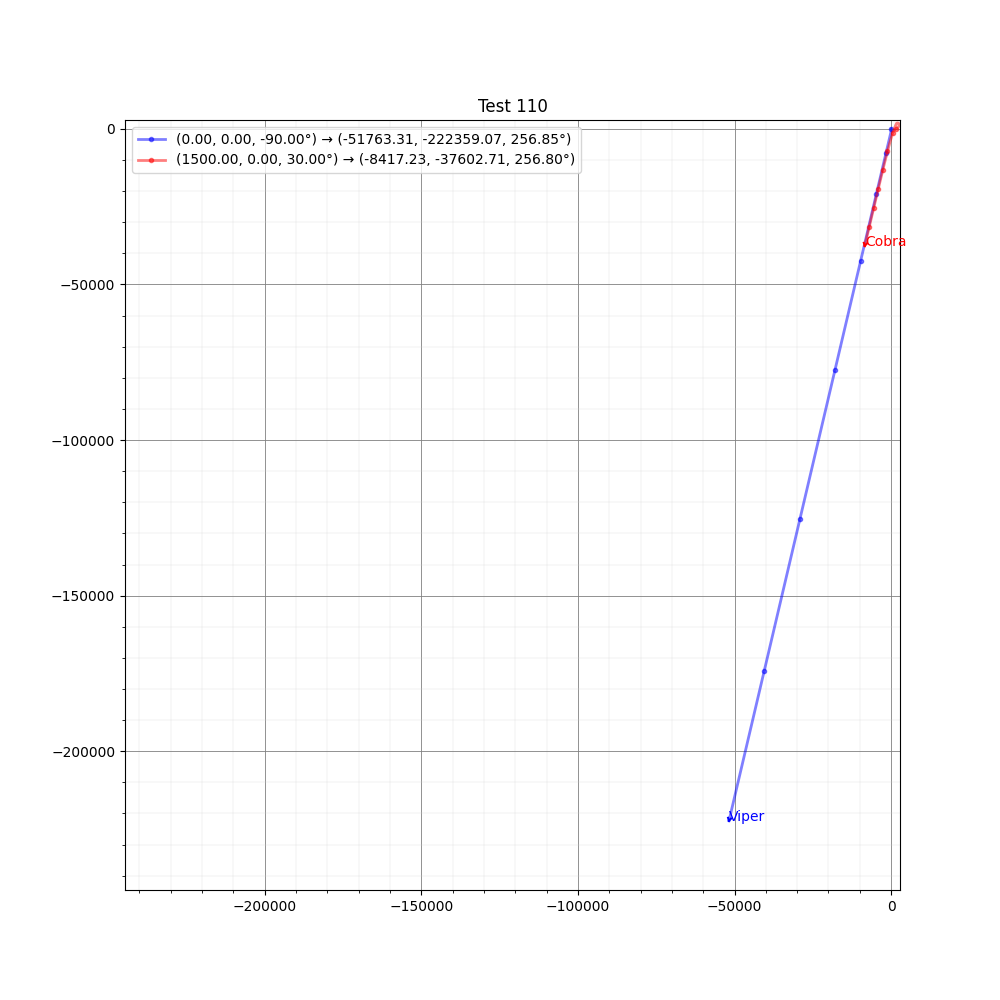 Test 110
(0.00, 0.00, -90.00°) → (-51763.31, -222359.07, 256.85°)
(1500.00, 0.00, 30.00°) → (-8417.23, -37602.71, 256.80°)
0
−50000
−100000
−150000
−200000
Cobra
Viper
−200000
−150000
−100000
−50000
0